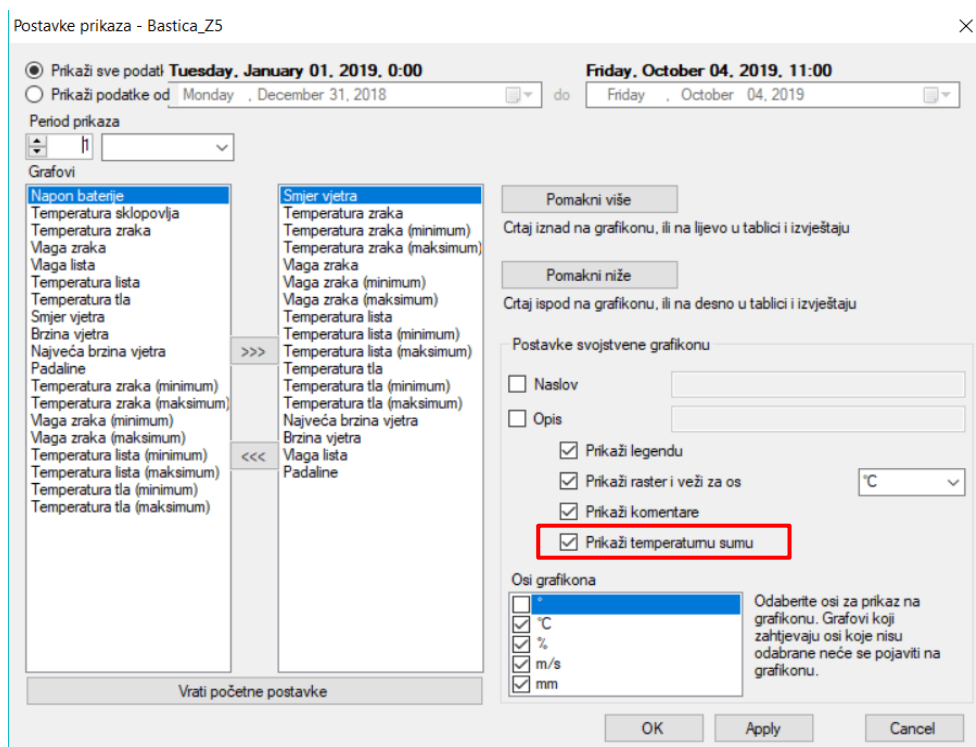 Postavke prikaza - Bastica_Z5
Prikaži sve podatk Tuesday, January 01, 2019, 0:00 Friday, October 04, 2019, 11:00
Prikaži podatke od Monday , December 31, 2018 do Friday , October 04, 2019
Period prikaza
1
Grafovi
Napon baterije
Temperatura sklopovlja
Temperatura zraka
Vlaga zraka
Vlaga lista
Temperatura lista
Temperatura tla
Smjer vjetra
Brzina vjetra
Najveća brzina vjetra
Padaline
Temperatura zraka (minimum)
Temperatura zraka (maksimum)
Vlaga zraka (minimum)
Vlaga zraka (maksimum)
Temperatura lista (minimum)
Temperatura lista (maksimum)
Temperatura tla (minimum)
Temperatura tla (maksimum)
>>>
<<<
Smjer vjetra
Temperatura zraka
Temperatura zraka (minimum)
Temperatura zraka (maksimum)
Vlaga zraka
Vlaga zraka (minimum)
Vlaga zraka (maksimum)
Temperatura lista
Temperatura lista (minimum)
Temperatura lista (maksimum)
Temperatura tla
Temperatura tla (minimum)
Temperatura tla (maksimum)
Najveća brzina vjetra
Brzina vjetra
Vlaga lista
Padaline
Vrati početne postavke
Pomakni više
Crtaj iznad na grafikonu, ili na lijevo u tablici i izvještaju
Pomakni niže
Crtaj ispod na grafikonu, ili na desno u tablici i izvještaju
Postavke svojstvene grafikonu
Naslov
Opis
Prikaži legendu
Prikaži raster i veži za os °C
Prikaži komentare
Prikaži temperaturnu sumu
Osi grafikona
°
°C
%
m/s
mm
Odaberite osi za prikaz na
grafikonu. Grafovi koji
zahtjevaju osi koje nisu
odabrane neće se pojaviti na
grafikonu.
OK Apply Cancel